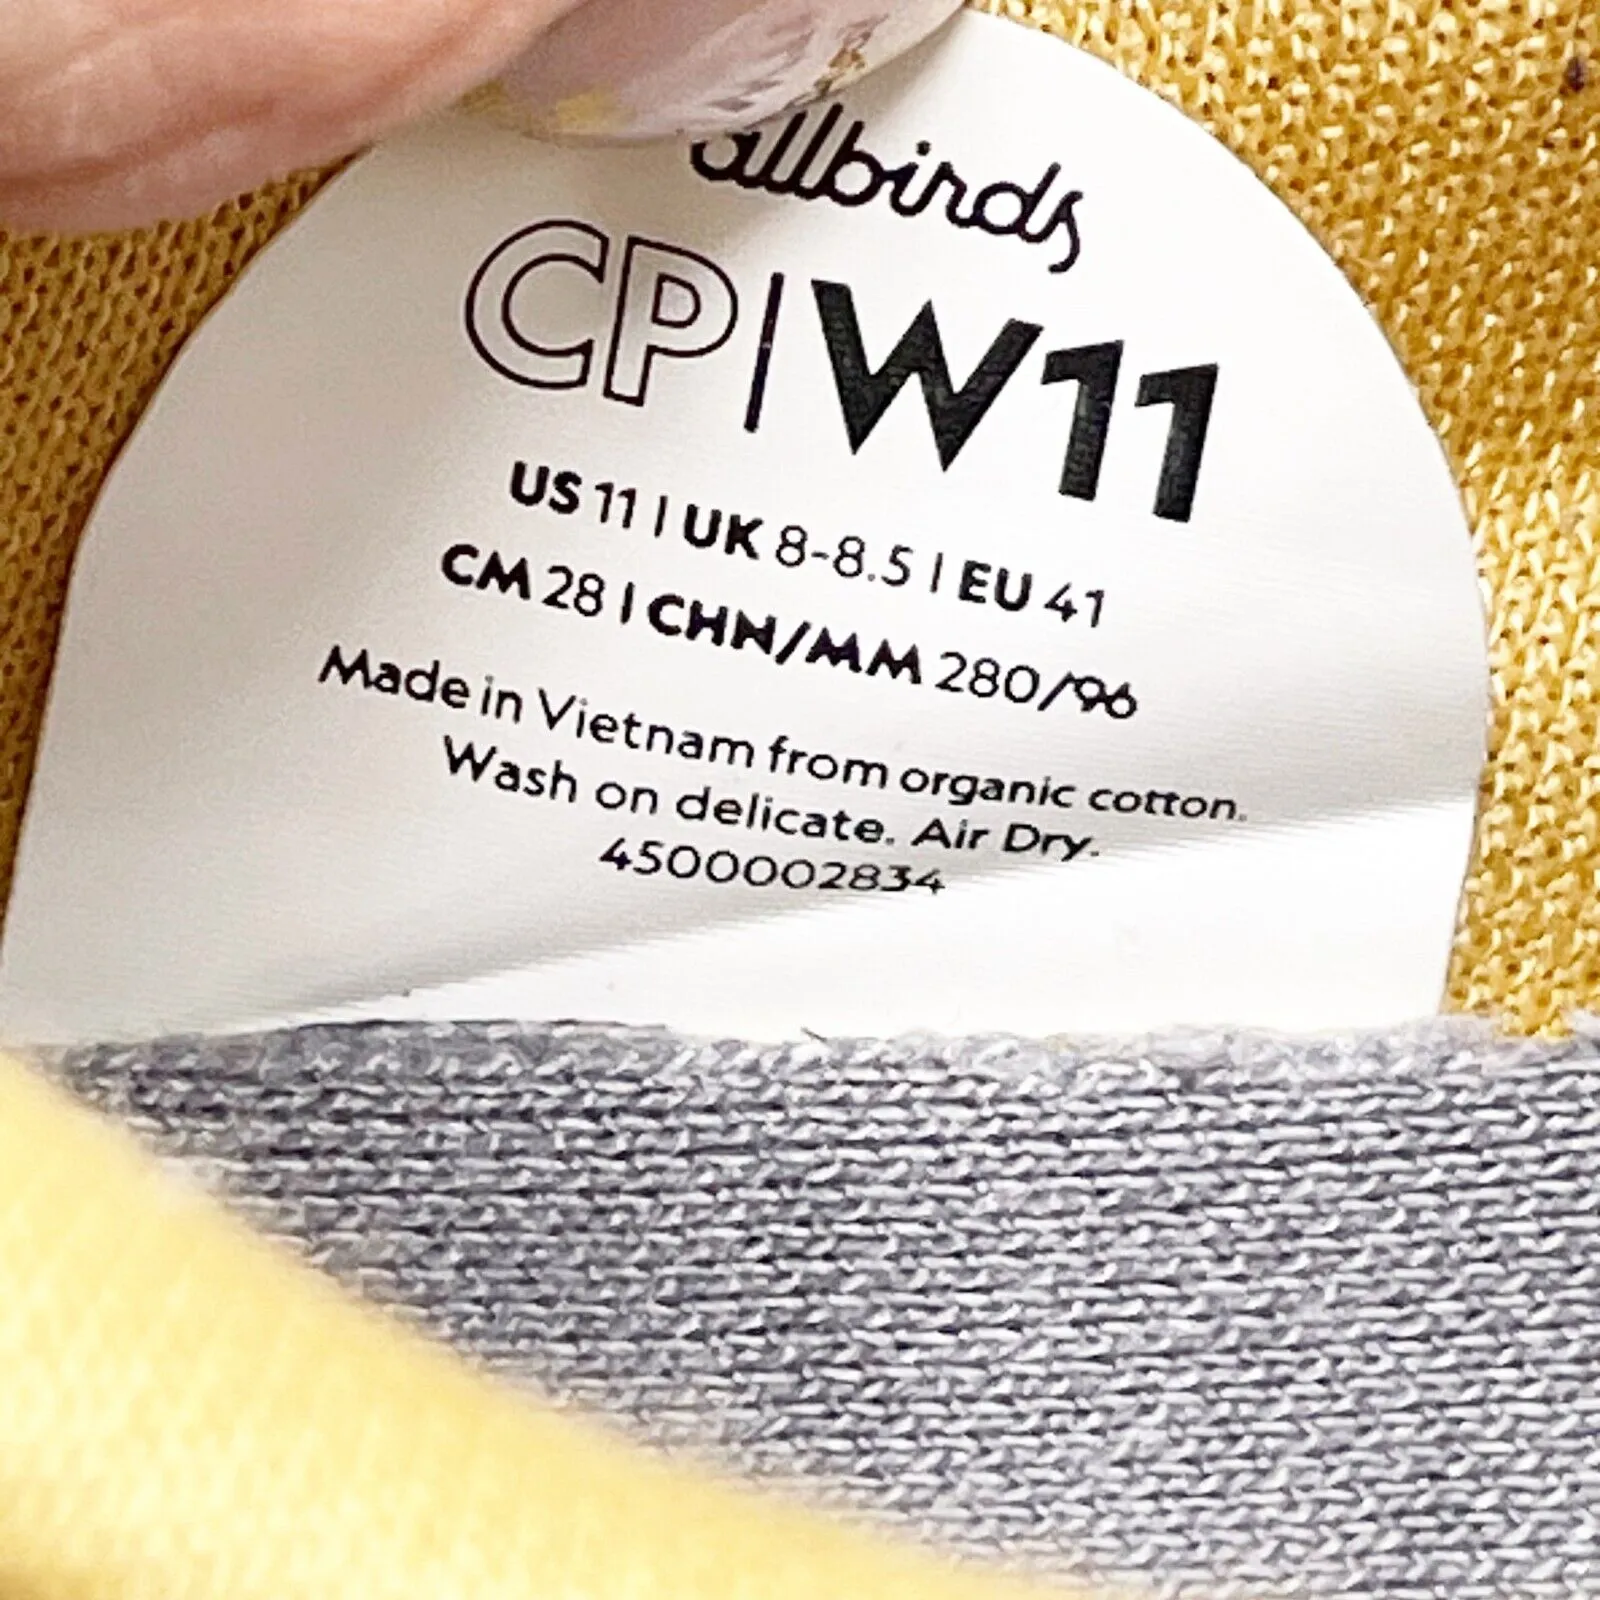 allbirds
CP | W11
US 11 | UK 8-8.5 | EU 41
CM 28 | CHN/MM 280/96
Made in Vietnam from organic cotton.
Wash on delicate. Air Dry.
4500002834